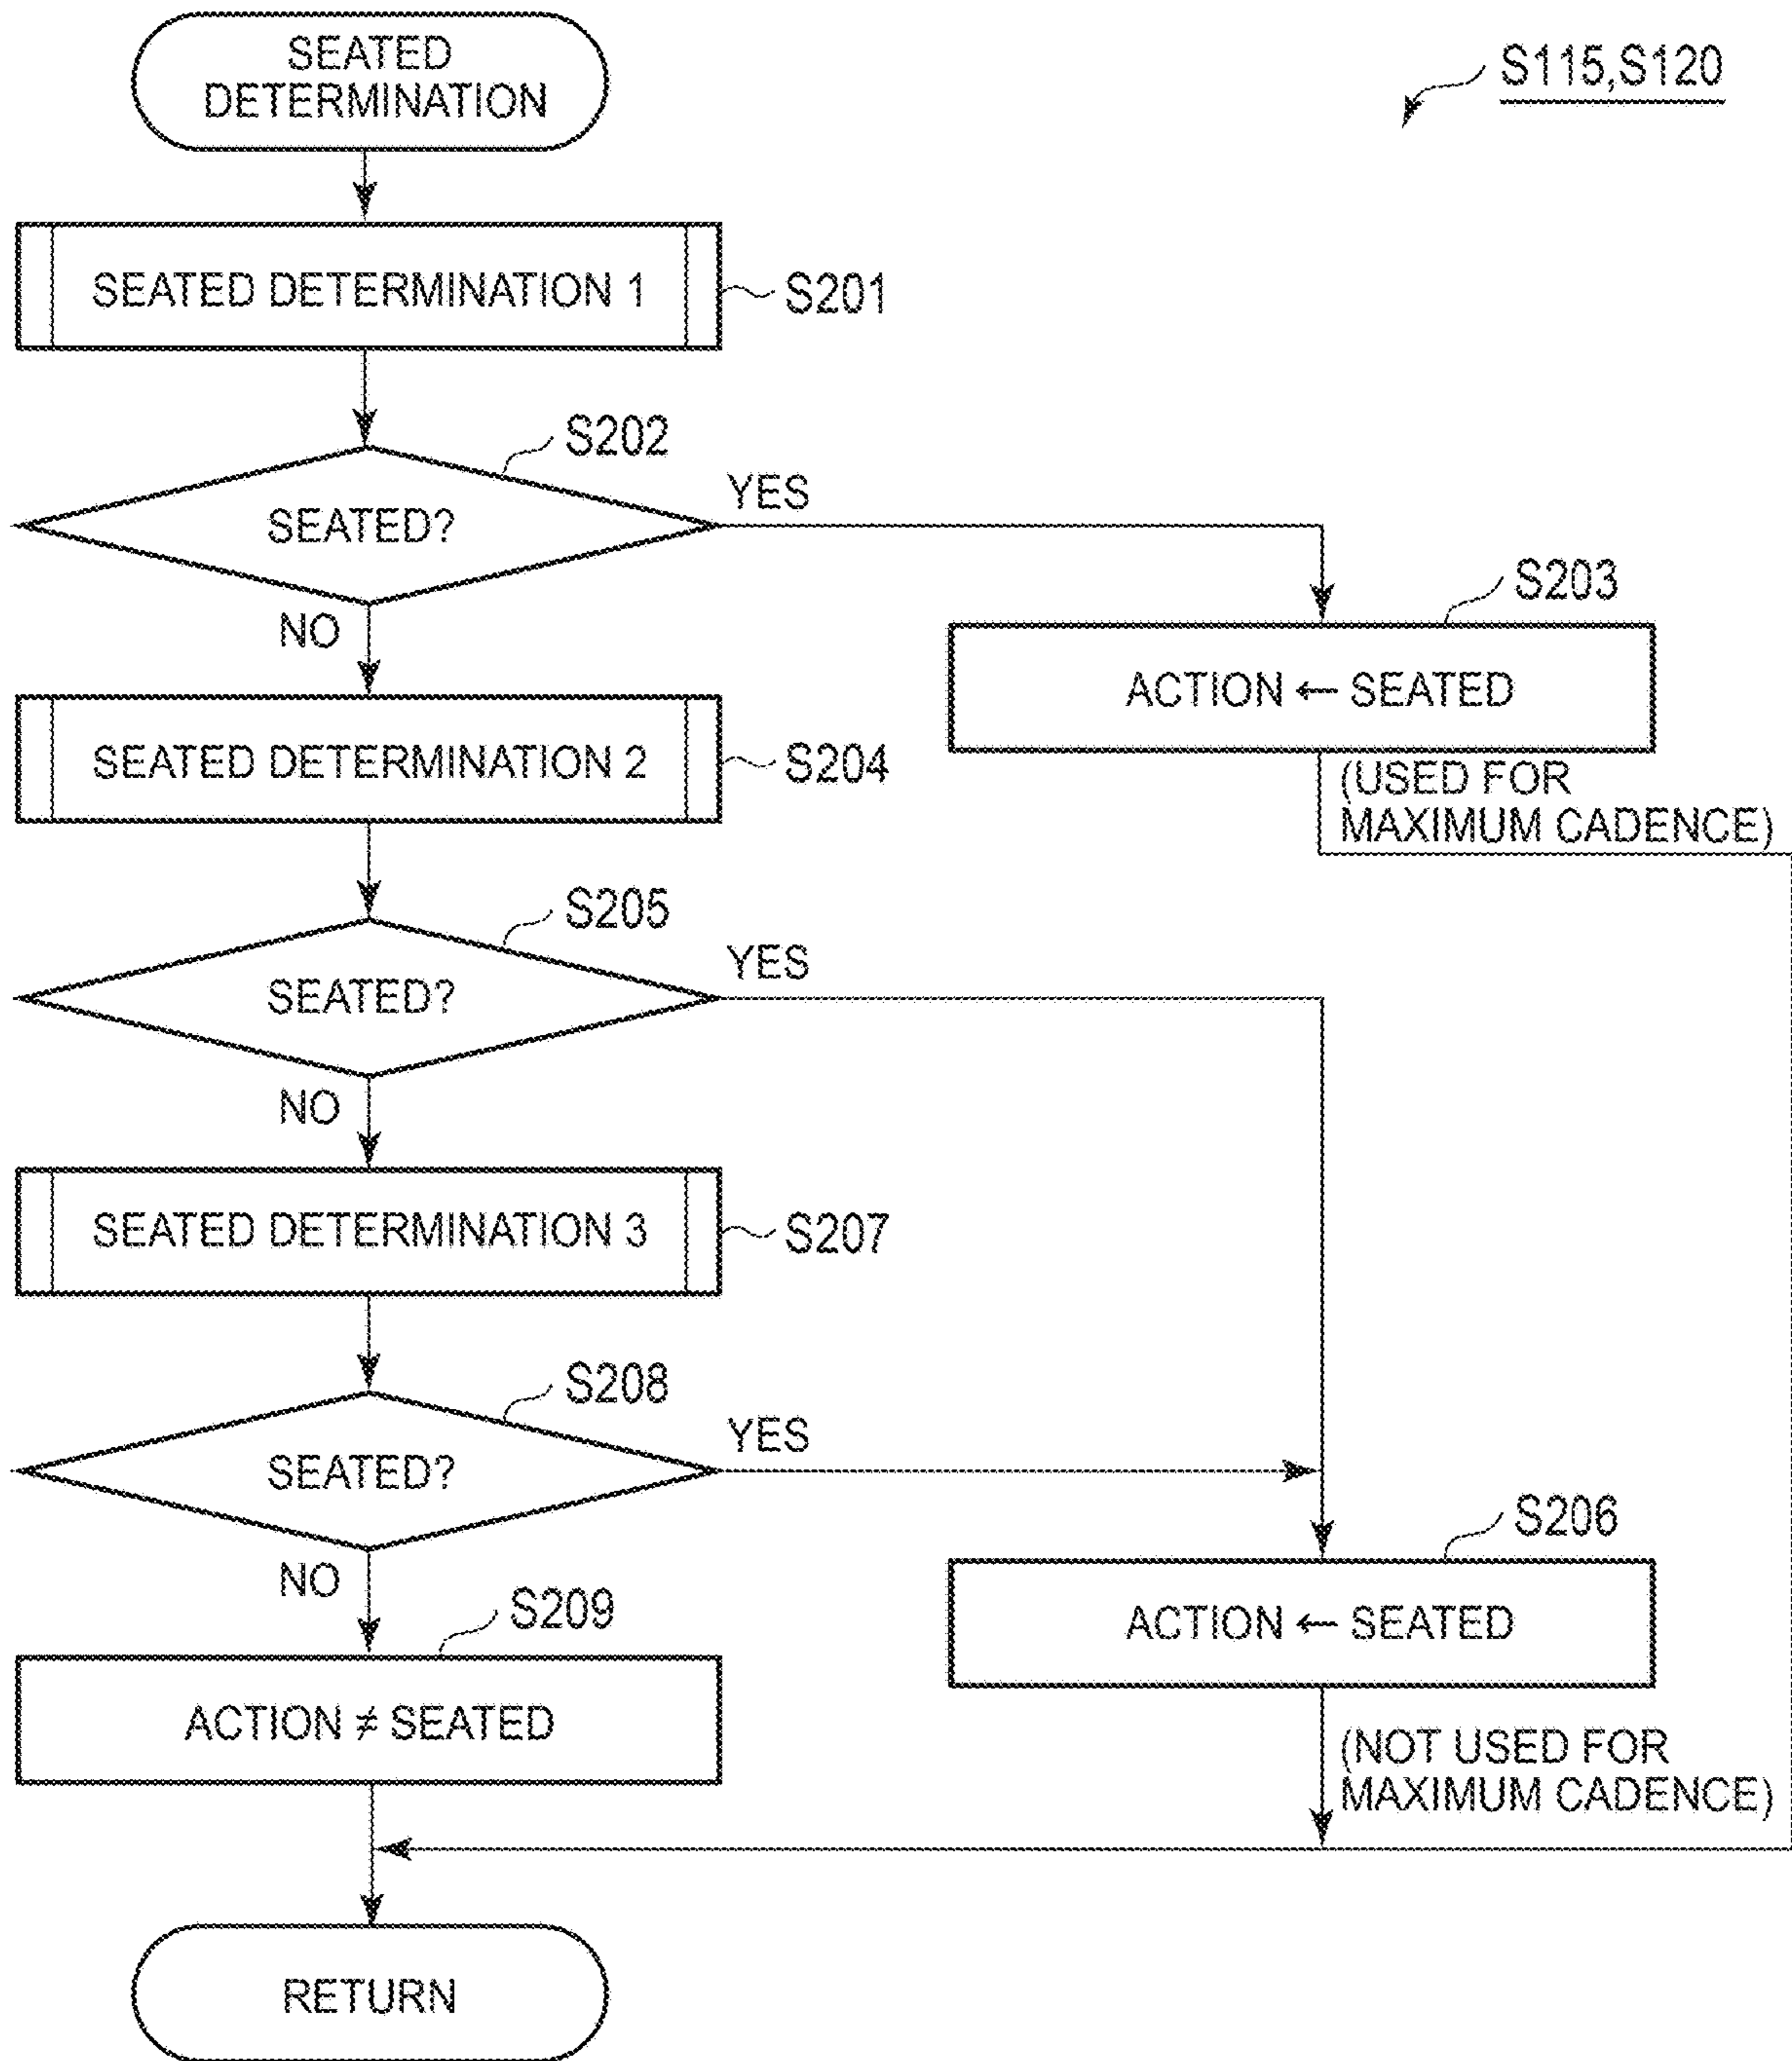 SEATED
DETERMINATION
S115,S120
SEATED DETERMINATION 1
S201
S202
SEATED?
YES
NO
S203
ACTION ← SEATED
(USED FOR
MAXIMUM CADENCE)
SEATED DETERMINATION 2
S204
S205
SEATED?
YES
NO
SEATED DETERMINATION 3
S207
S208
SEATED?
YES
NO
S206
ACTION ← SEATED
(NOT USED FOR
MAXIMUM CADENCE)
S209
ACTION ≠ SEATED
RETURN